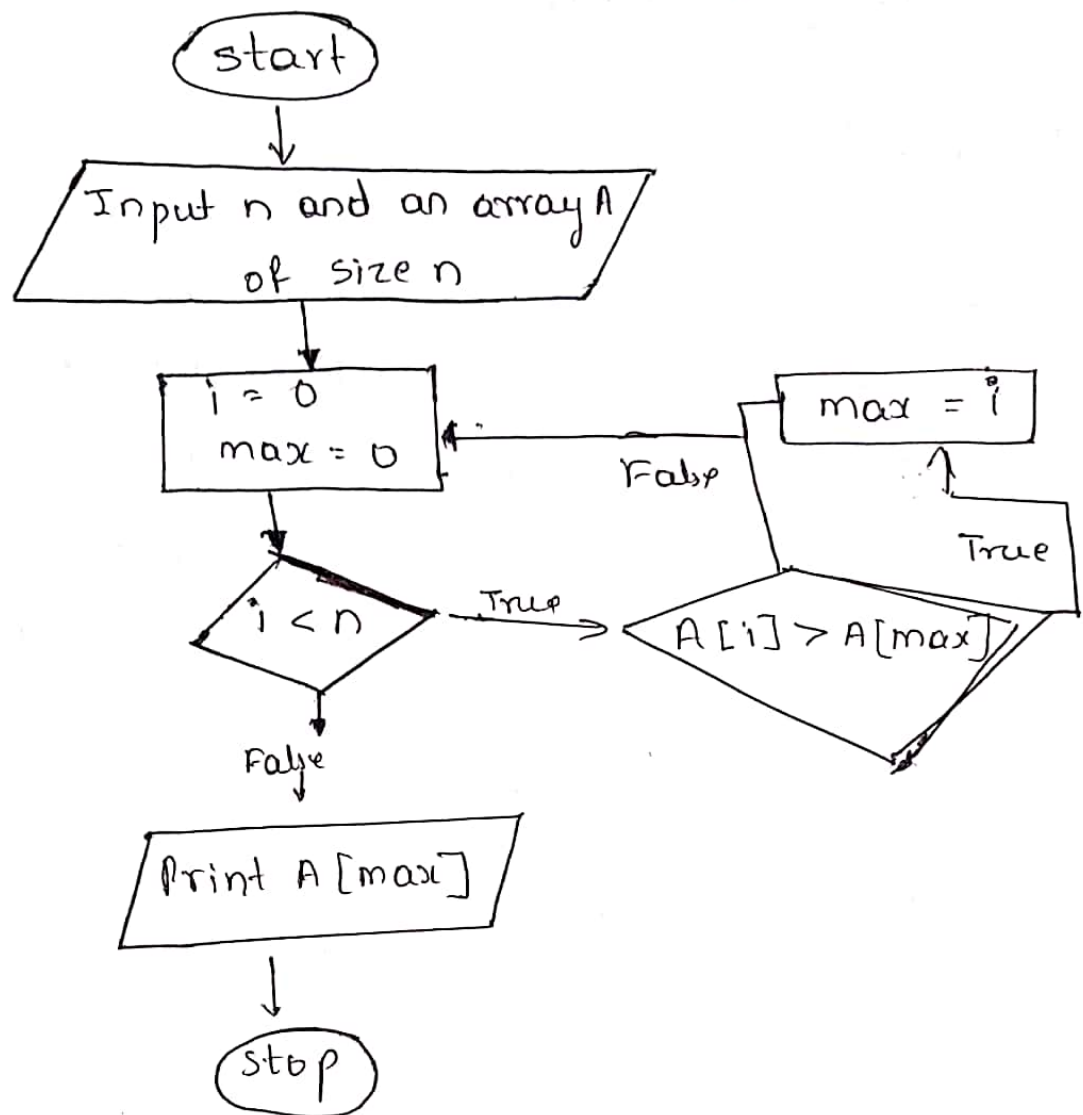 start
Input n and an array A
of size n
i = 0
max = 0
max = i
False
True
i < n
True
A[i] > A[max]
False
Print A[max]
stop